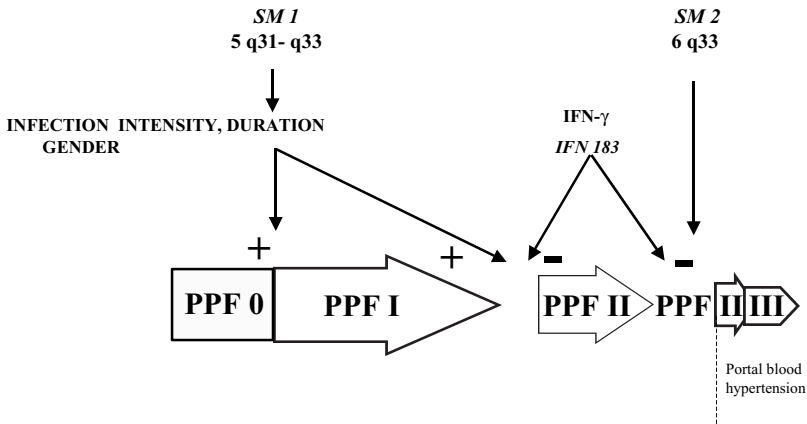 SM 1
5 q31- q33
SM 2
6 q33
INFECTION INTENSITY, DURATION
GENDER
IFN-γ
IFN 183
+
+
-
-
PPF 0
PPF I
PPF II
PPF
II
III
Portal blood
hypertension